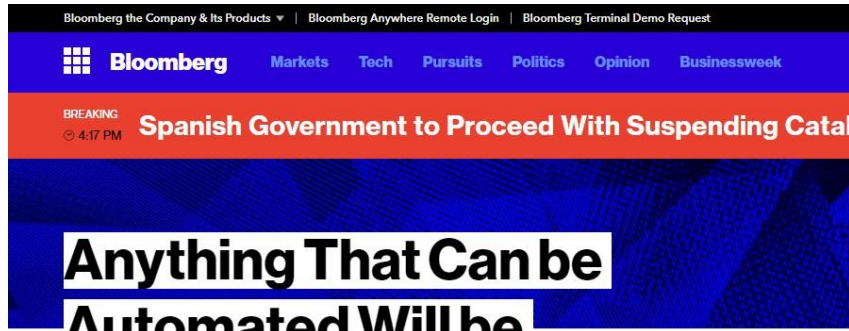 Bloomberg the Company & Its Products ▼ | Bloomberg Anywhere Remote Login | Bloomberg Terminal Demo Request
Bloomberg Markets Tech Pursuits Politics Opinion Businessweek
BREAKING
4:17 PM Spanish Government to Proceed With Suspending Catal
Anything That Can be
Automated Will be